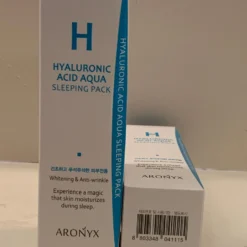 H
HYALURONIC
ACID AQUA
SLEEPING PACK
Whitening & Anti-wrinkle
Experience a magic
that skin moisturizes
during sleep.
ARONYX
HYALURONIC ACID AQUA
SLEEPING PACK
H
ARONYX